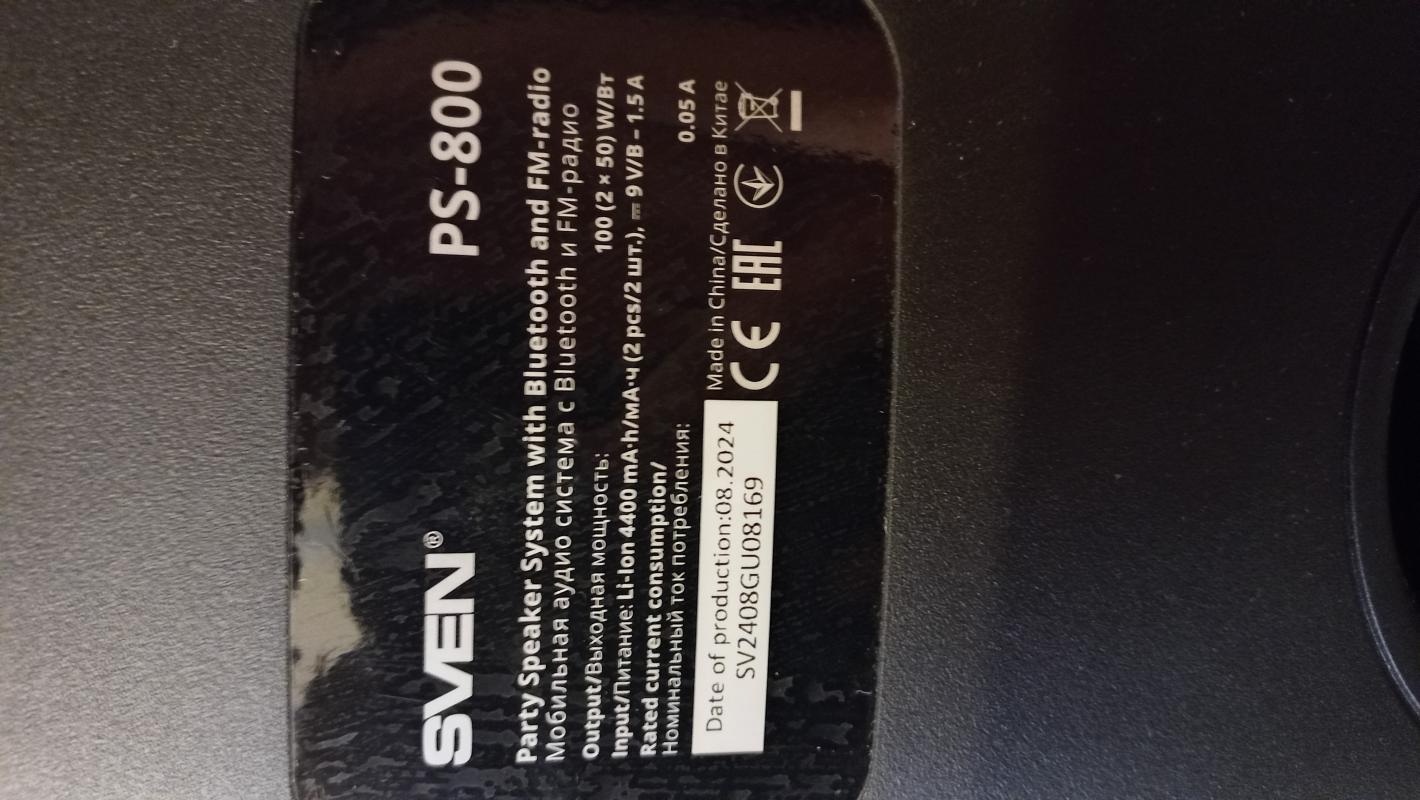 SVEN® PS-800
Party Speaker System with Bluetooth and FM-radio
Мобильная аудио система с Bluetooth и FM-радио
Output/Выходная мощность: 100 (2 × 50) W/Вт
Input/Питание: Li-Ion 4400 mA·h/мА·ч (2 pcs/2 шт.), ⎓ 9 V/В – 1.5 A
Rated current consumption/
Номинальный ток потребления: 0.05 A
Date of production:08.2024
SV2408GU08169
Made in China/Сделано в Китае
CE EAC